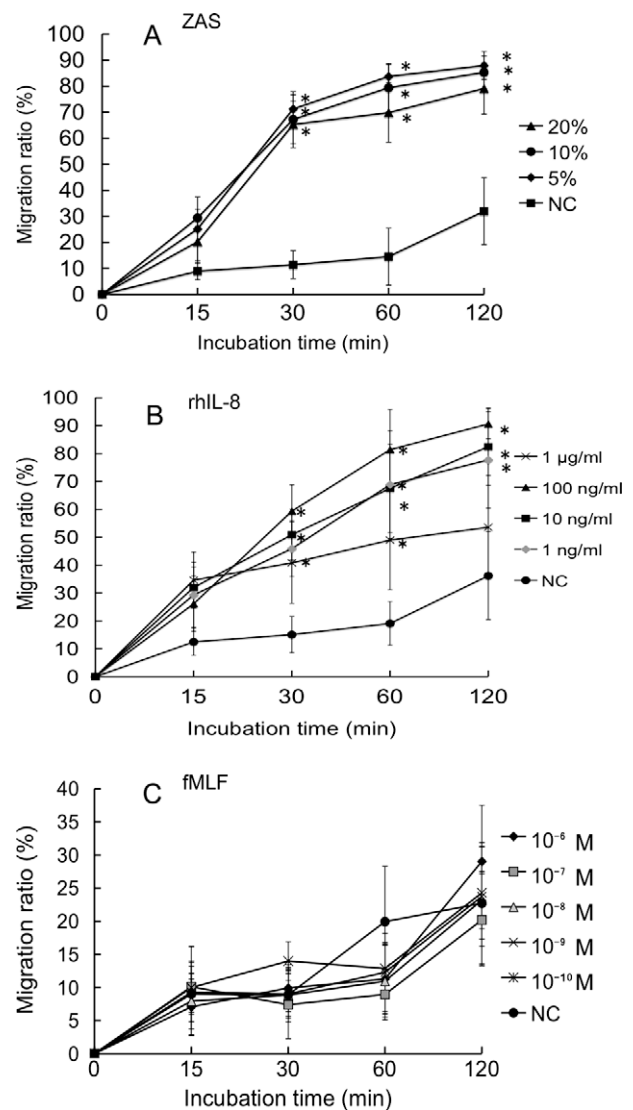 A ZAS
Migration ratio (%)
100
90
80
70
60
50
40
30
20
10
0
* * *
* * *
* * *
20%
10%
5%
NC
0 15 30 60 120
Incubation time (min)
B rhIL-8
Migration ratio (%)
100
90
80
70
60
50
40
30
20
10
0
* * *
* * * *
* * *
1 µg/ml
100 ng/ml
10 ng/ml
1 ng/ml
NC
0 15 30 60 120
Incubation time (min)
C fMLF
Migration ratio (%)
40
35
30
25
20
15
10
5
0
10⁻⁶ M
10⁻⁷ M
10⁻⁸ M
10⁻⁹ M
10⁻¹⁰ M
NC
0 15 30 60 120
Incubation time (min)